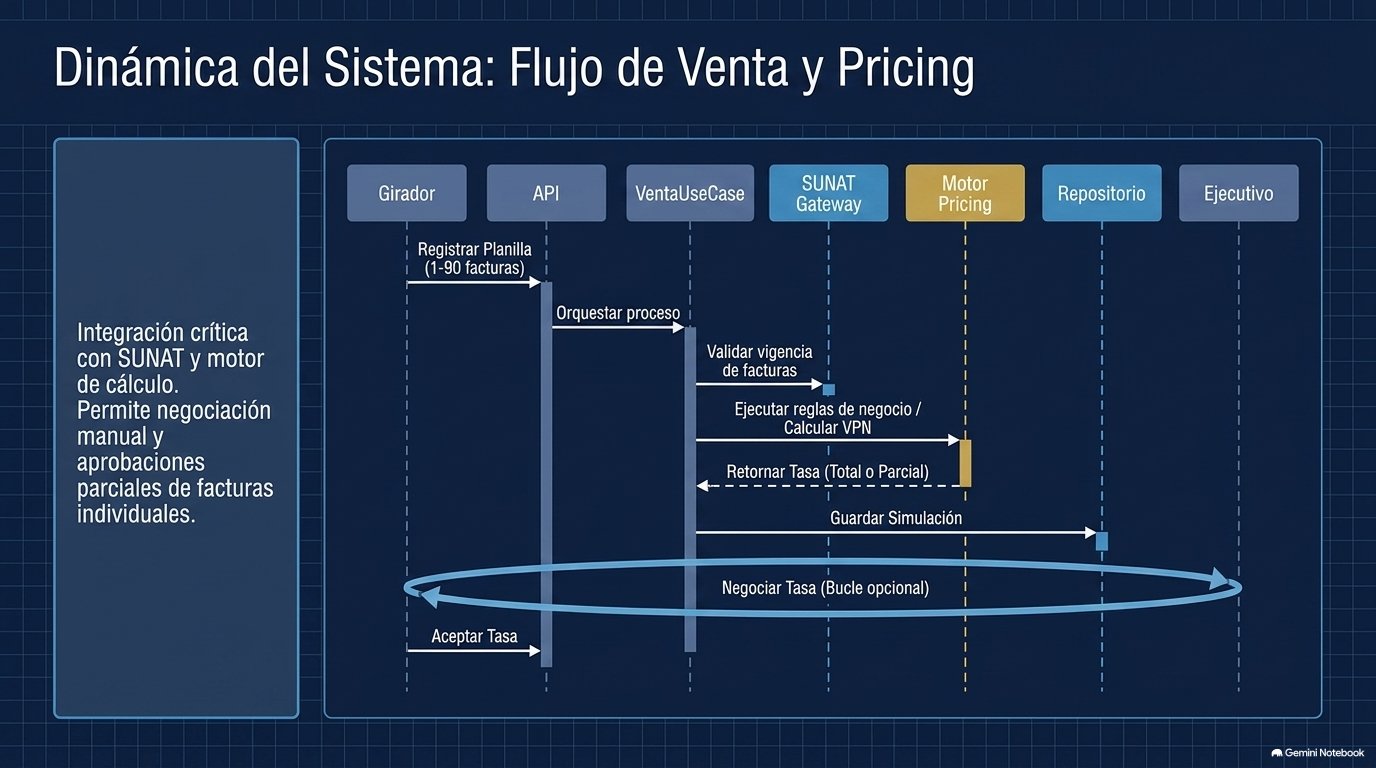 Dinámica del Sistema: Flujo de Venta y Pricing
Integración crítica
con SUNAT y motor
de cálculo.
Permite negociación
manual y
aprobaciones
parciales de facturas
individuales.
Girador
API
VentaUseCase
SUNAT
Gateway
Motor
Pricing
Repositorio
Ejecutivo
Registrar Planilla
(1-90 facturas)
Orquestar proceso
Validar vigencia
de facturas
Ejecutar reglas de negocio /
Calcular VPN
Retornar Tasa (Total o Parcial)
Guardar Simulación
Negociar Tasa (Bucle opcional)
Aceptar Tasa
Gemini Notebook